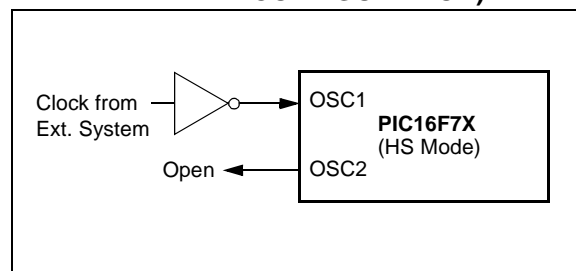 Clock from
Ext. System
OSC1
PIC16F7X
(HS Mode)
Open
OSC2